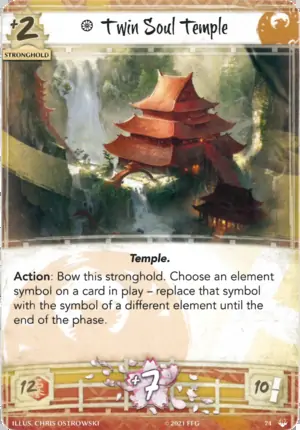 +2
Twin Soul Temple
STRONGHOLD
Temple.
Action: Bow this stronghold. Choose an element
symbol on a card in play – replace that symbol
with the symbol of a different element until the
end of the phase.
12
+7
10
ILLUS. CHRIS OSTROWSKI
© 2021 FFG
24